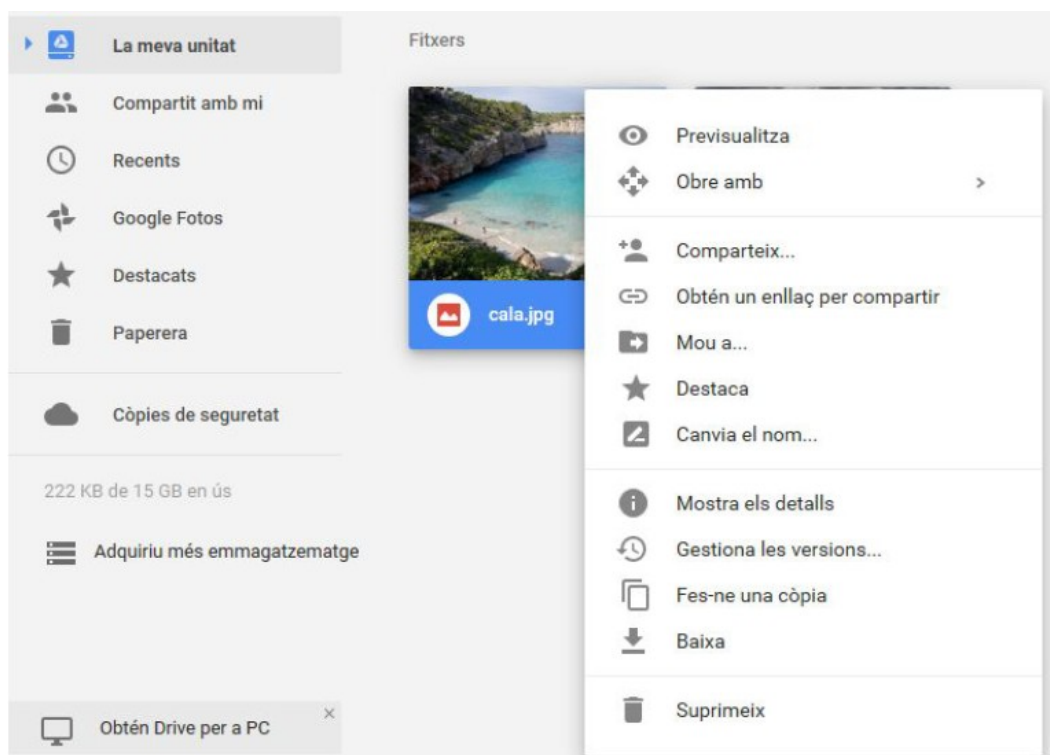 La meva unitat
Compartit amb mi
Recents
Google Fotos
Destacats
Paperera
Còpies de seguretat
222 KB de 15 GB en ús
Adquiriu més emmagatzematge
Obtén Drive per a PC
Fitxers
cala.jpg
Previsualitza
Obre amb
Comparteix...
Obtén un enllaç per compartir
Mou a...
Destaca
Canvia el nom...
Mostra els detalls
Gestiona les versions...
Fes-ne una còpia
Baixa
Suprimeix